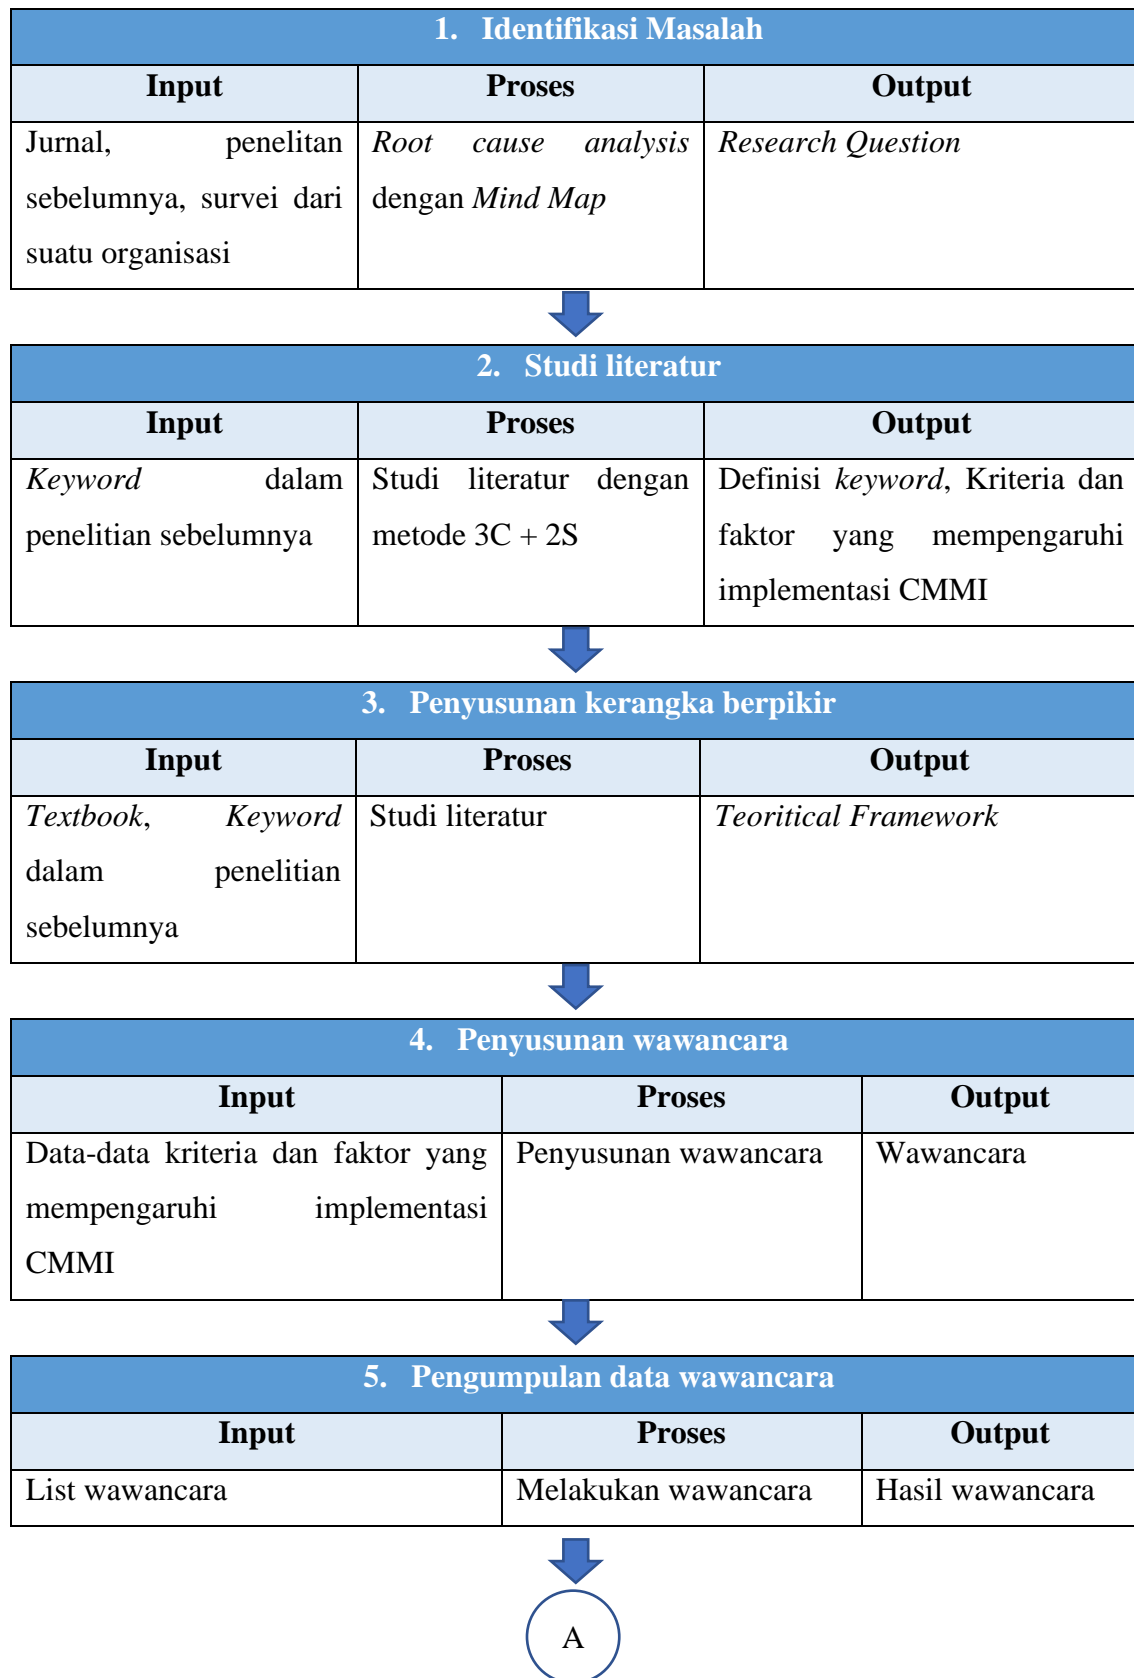 1. Identifikasi Masalah
Input Proses Output
Jurnal, penelitan
sebelumnya, survei dari
suatu organisasi
Root cause analysis
dengan Mind Map
Research Question
2. Studi literatur
Input Proses Output
Keyword dalam
penelitian sebelumnya
Studi literatur dengan
metode 3C + 2S
Definisi keyword, Kriteria dan
faktor yang mempengaruhi
implementasi CMMI
3. Penyusunan kerangka berpikir
Input Proses Output
Textbook, Keyword
dalam penelitian
sebelumnya
Studi literatur
Teoritical Framework
4. Penyusunan wawancara
Input Proses Output
Data-data kriteria dan faktor yang
mempengaruhi implementasi
CMMI
Penyusunan wawancara
Wawancara
5. Pengumpulan data wawancara
Input Proses Output
List wawancara
Melakukan wawancara
Hasil wawancara
A